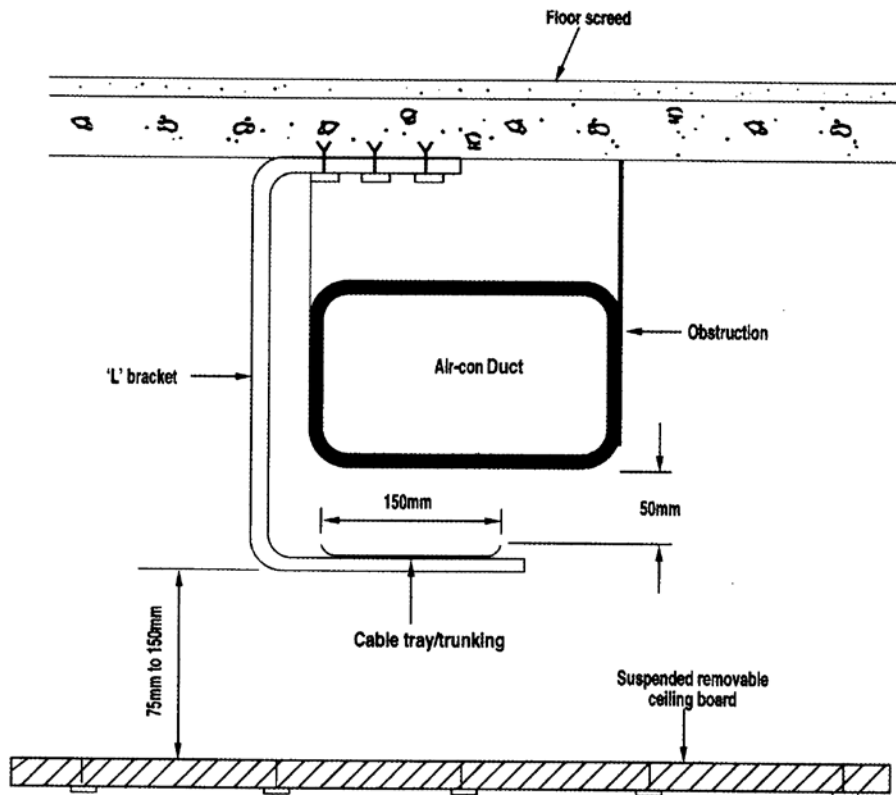 Floor screed
Obstruction
Air-con Duct
'L' bracket
150mm
50mm
75mm to 150mm
Cable tray/trunking
Suspended removable
ceiling board